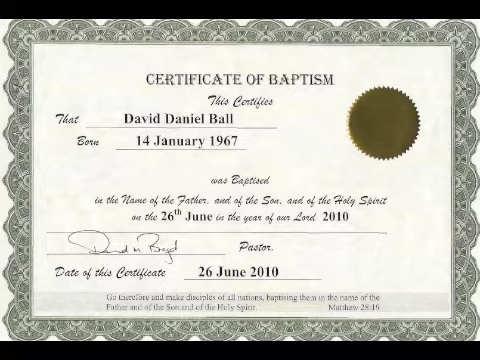 CERTIFICATE OF BAPTISM
This Certifies
That David Daniel Ball
Born 14 January 1967
was Baptised
in the Name of the Father, and of the Son, and of the Holy Spirit
on the 26th June in the year of our Lord 2010
Pastor.
Date of this Certificate 26 June 2010
Go therefore and make disciples of all nations, baptising them in the name of the
Father and of the Son and of the Holy Spirit. Matthew 28:19